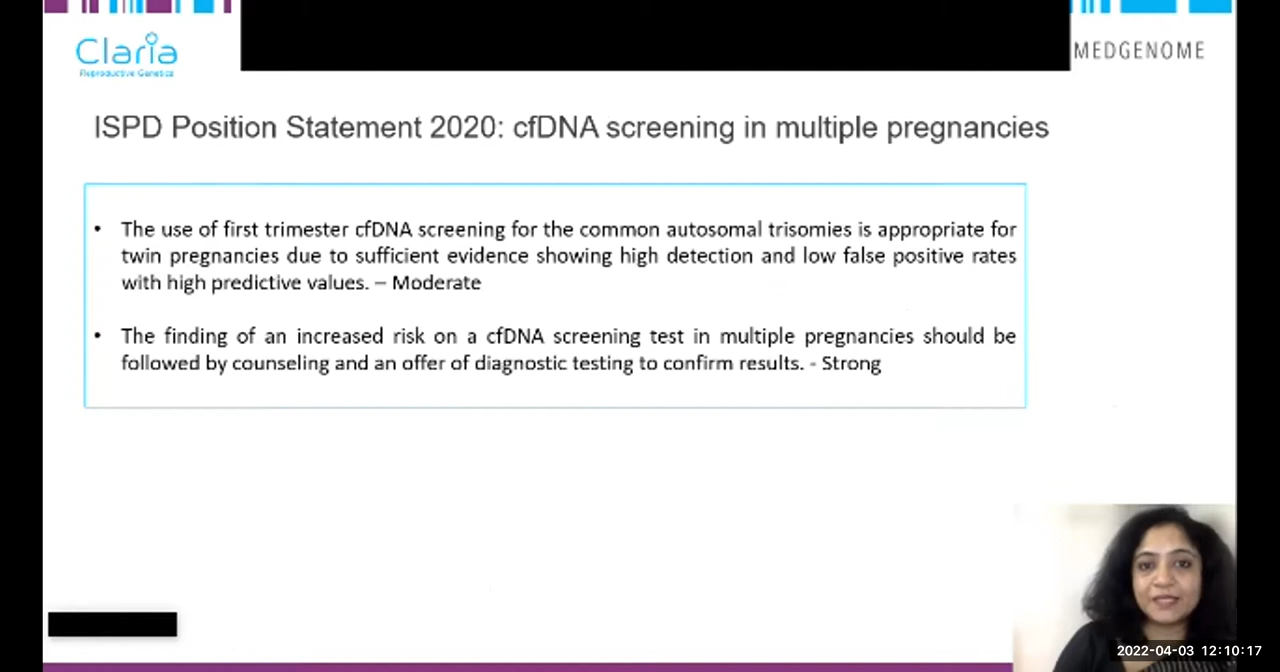 Claria
Reproductive Genetics
MEDGENOME
ISPD Position Statement 2020: cfDNA screening in multiple pregnancies
• The use of first trimester cfDNA screening for the common autosomal trisomies is appropriate for
twin pregnancies due to sufficient evidence showing high detection and low false positive rates
with high predictive values. – Moderate
• The finding of an increased risk on a cfDNA screening test in multiple pregnancies should be
followed by counseling and an offer of diagnostic testing to confirm results. - Strong
2022-04-03 12:10:17